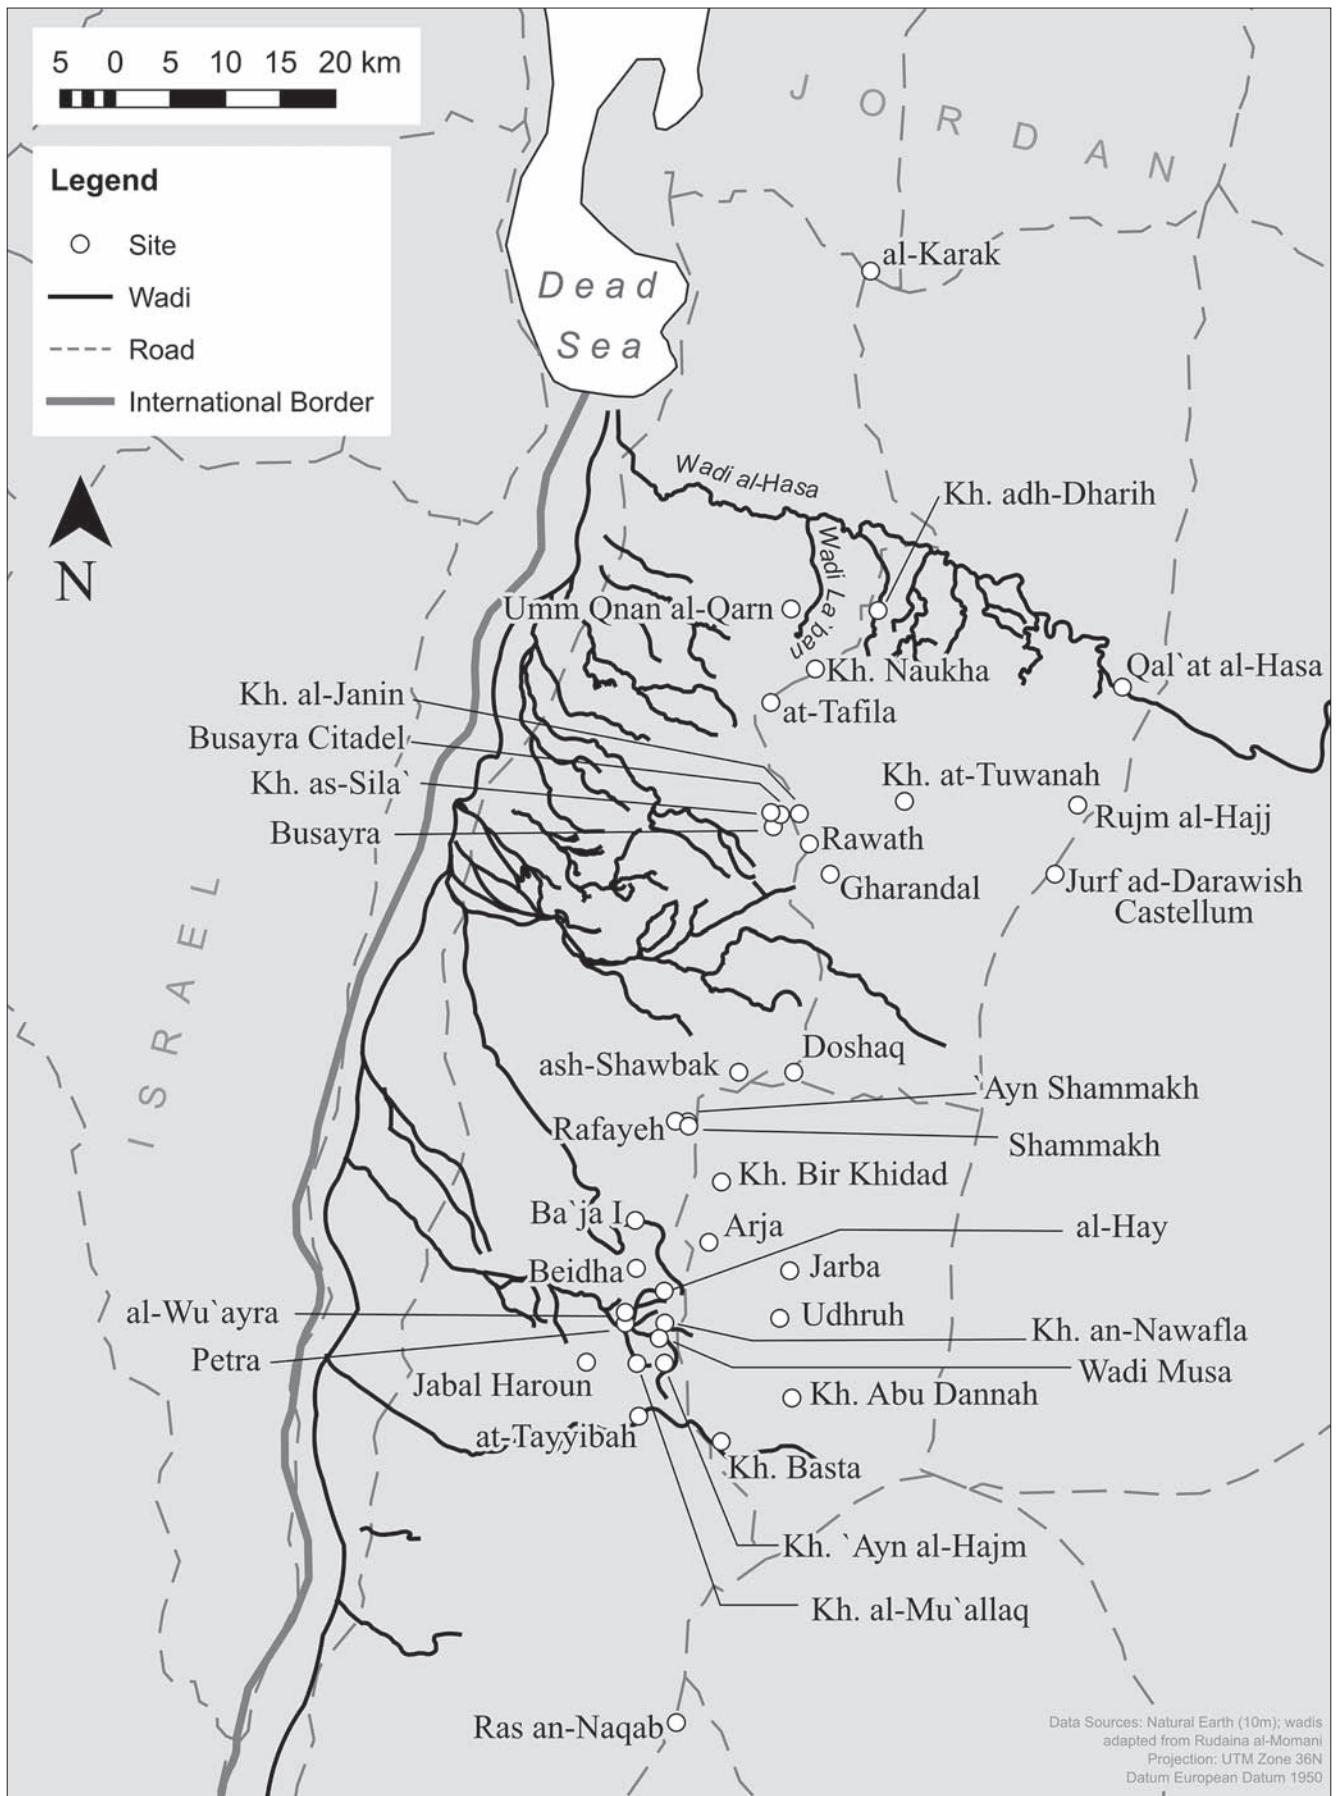 5 0 5 10 15 20 km
Legend
Site
Wadi
Road
International Border
N
JORDAN
Dead
Sea
al-Karak
Wadi al-Hasa
Kh. adh-Dharih
Wadi La`ban
Umm Qnan al-Qarn
Kh. Naukha
Qal`at al-Hasa
Kh. al-Janin
at-Tafila
Busayra Citadel
Kh. as-Sila`
Kh. at-Tuwanah
Rujm al-Hajj
Busayra
Rawath
Gharandal
Jurf ad-Darawish
Castellum
ISRAEL
Doshaq
ash-Shawbak
`Ayn Shammakh
Rafayeh
Shammakh
Kh. Bir Khidad
Ba`ja I
Arja
al-Hay
Beidha
Jarba
al-Wu`ayra
Udhruh
Kh. an-Nawafla
Petra
Wadi Musa
Jabal Haroun
Kh. Abu Dannah
at-Tayyibah
Kh. Basta
Kh. `Ayn al-Hajm
Kh. al-Mu`allaq
Ras an-Naqab
Data Sources: Natural Earth (10m); wadis
adapted from Rudaina al-Momani
Projection: UTM Zone 36N
Datum European Datum 1950